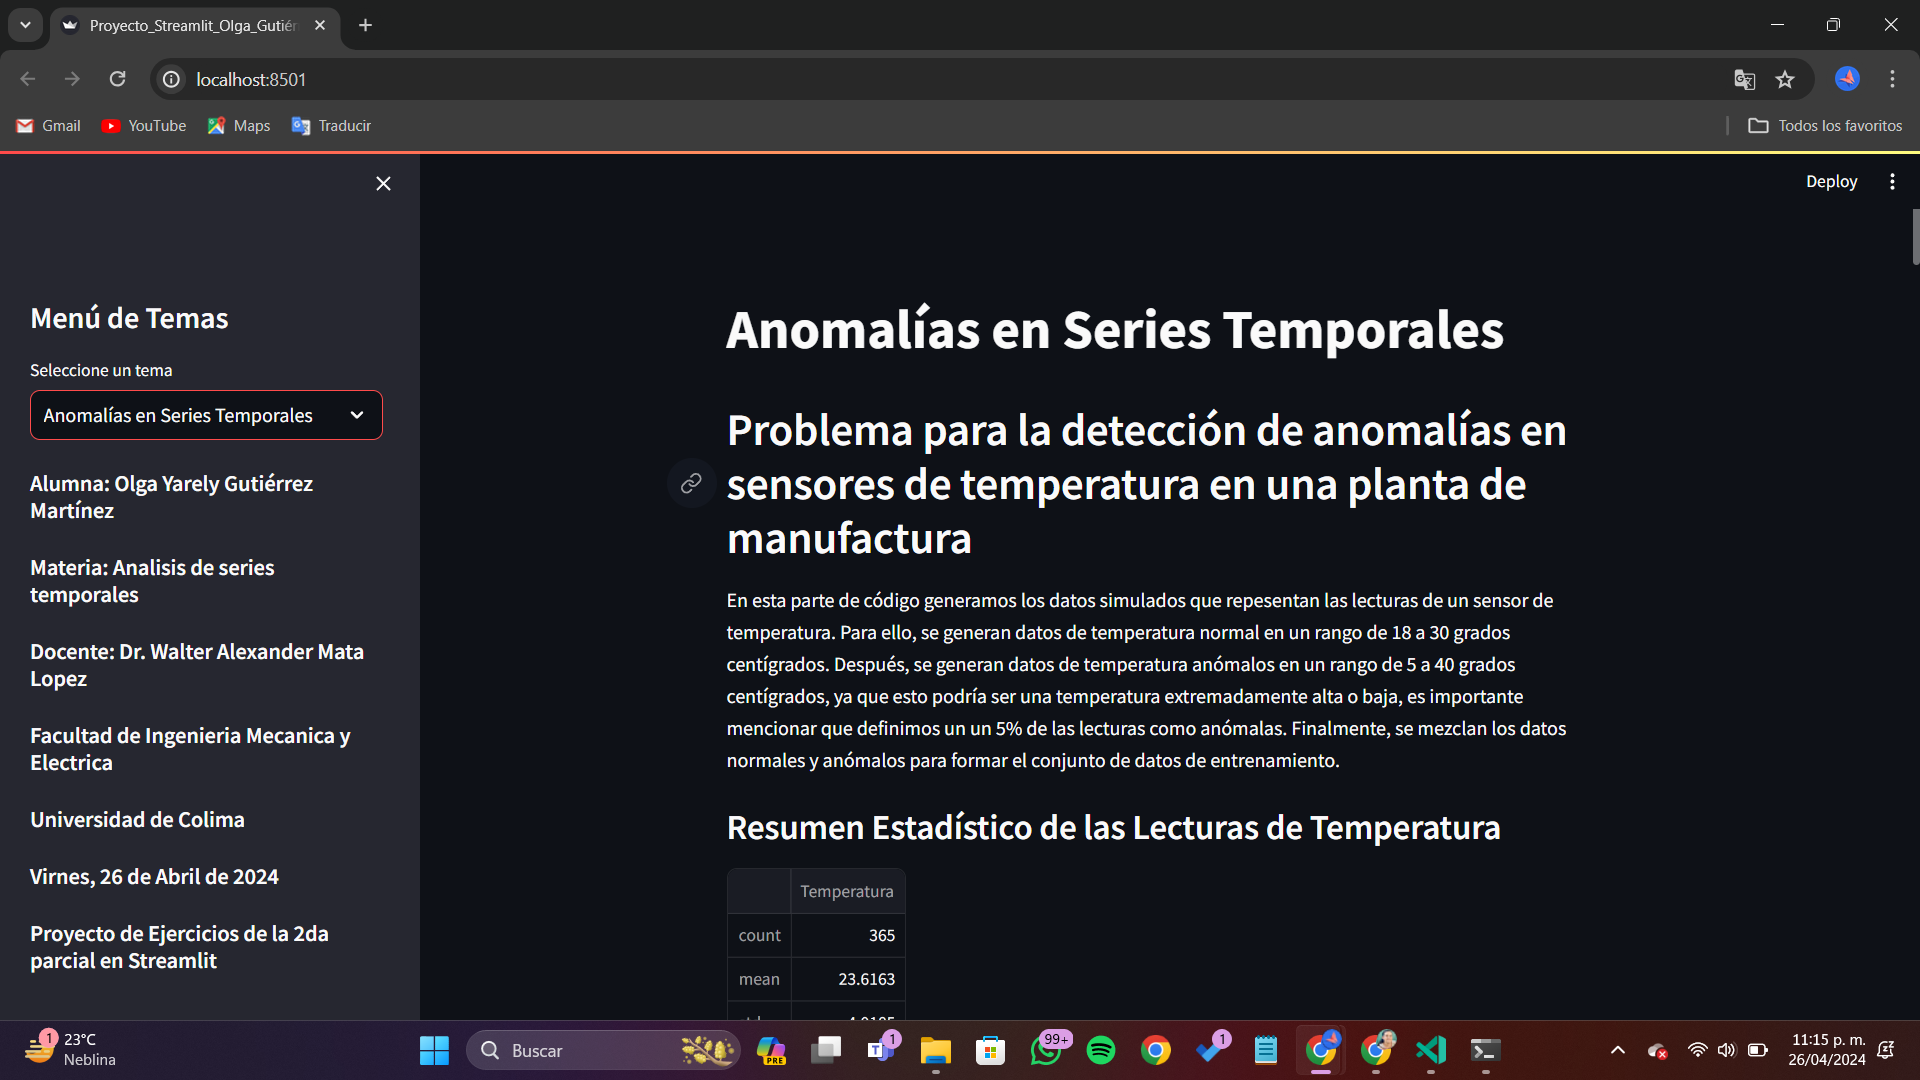 Proyecto_Streamlit_Olga_Gutiér
localhost:8501
Gmail
YouTube
Maps
Traducir
Todos los favoritos
Deploy
Menú de Temas
Seleccione un tema
Anomalías en Series Temporales
Alumna: Olga Yarely Gutiérrez
Martínez
Materia: Analisis de series
temporales
Docente: Dr. Walter Alexander Mata
Lopez
Facultad de Ingenieria Mecanica y
Electrica
Universidad de Colima
Virnes, 26 de Abril de 2024
Proyecto de Ejercicios de la 2da
parcial en Streamlit
Anomalías en Series Temporales
Problema para la detección de anomalías en
sensores de temperatura en una planta de
manufactura
En esta parte de código generamos los datos simulados que repesentan las lecturas de un sensor de
temperatura. Para ello, se generan datos de temperatura normal en un rango de 18 a 30 grados
centígrados. Después, se generan datos de temperatura anómalos en un rango de 5 a 40 grados
centígrados, ya que esto podría ser una temperatura extremadamente alta o baja, es importante
mencionar que definimos un un 5% de las lecturas como anómalas. Finalmente, se mezclan los datos
normales y anómalos para formar el conjunto de datos de entrenamiento.
Resumen Estadístico de las Lecturas de Temperatura
Temperatura
count 365
mean 23.6163
1
23°C
Neblina
Buscar
PRE
1
99+
1
11:15 p. m.
26/04/2024